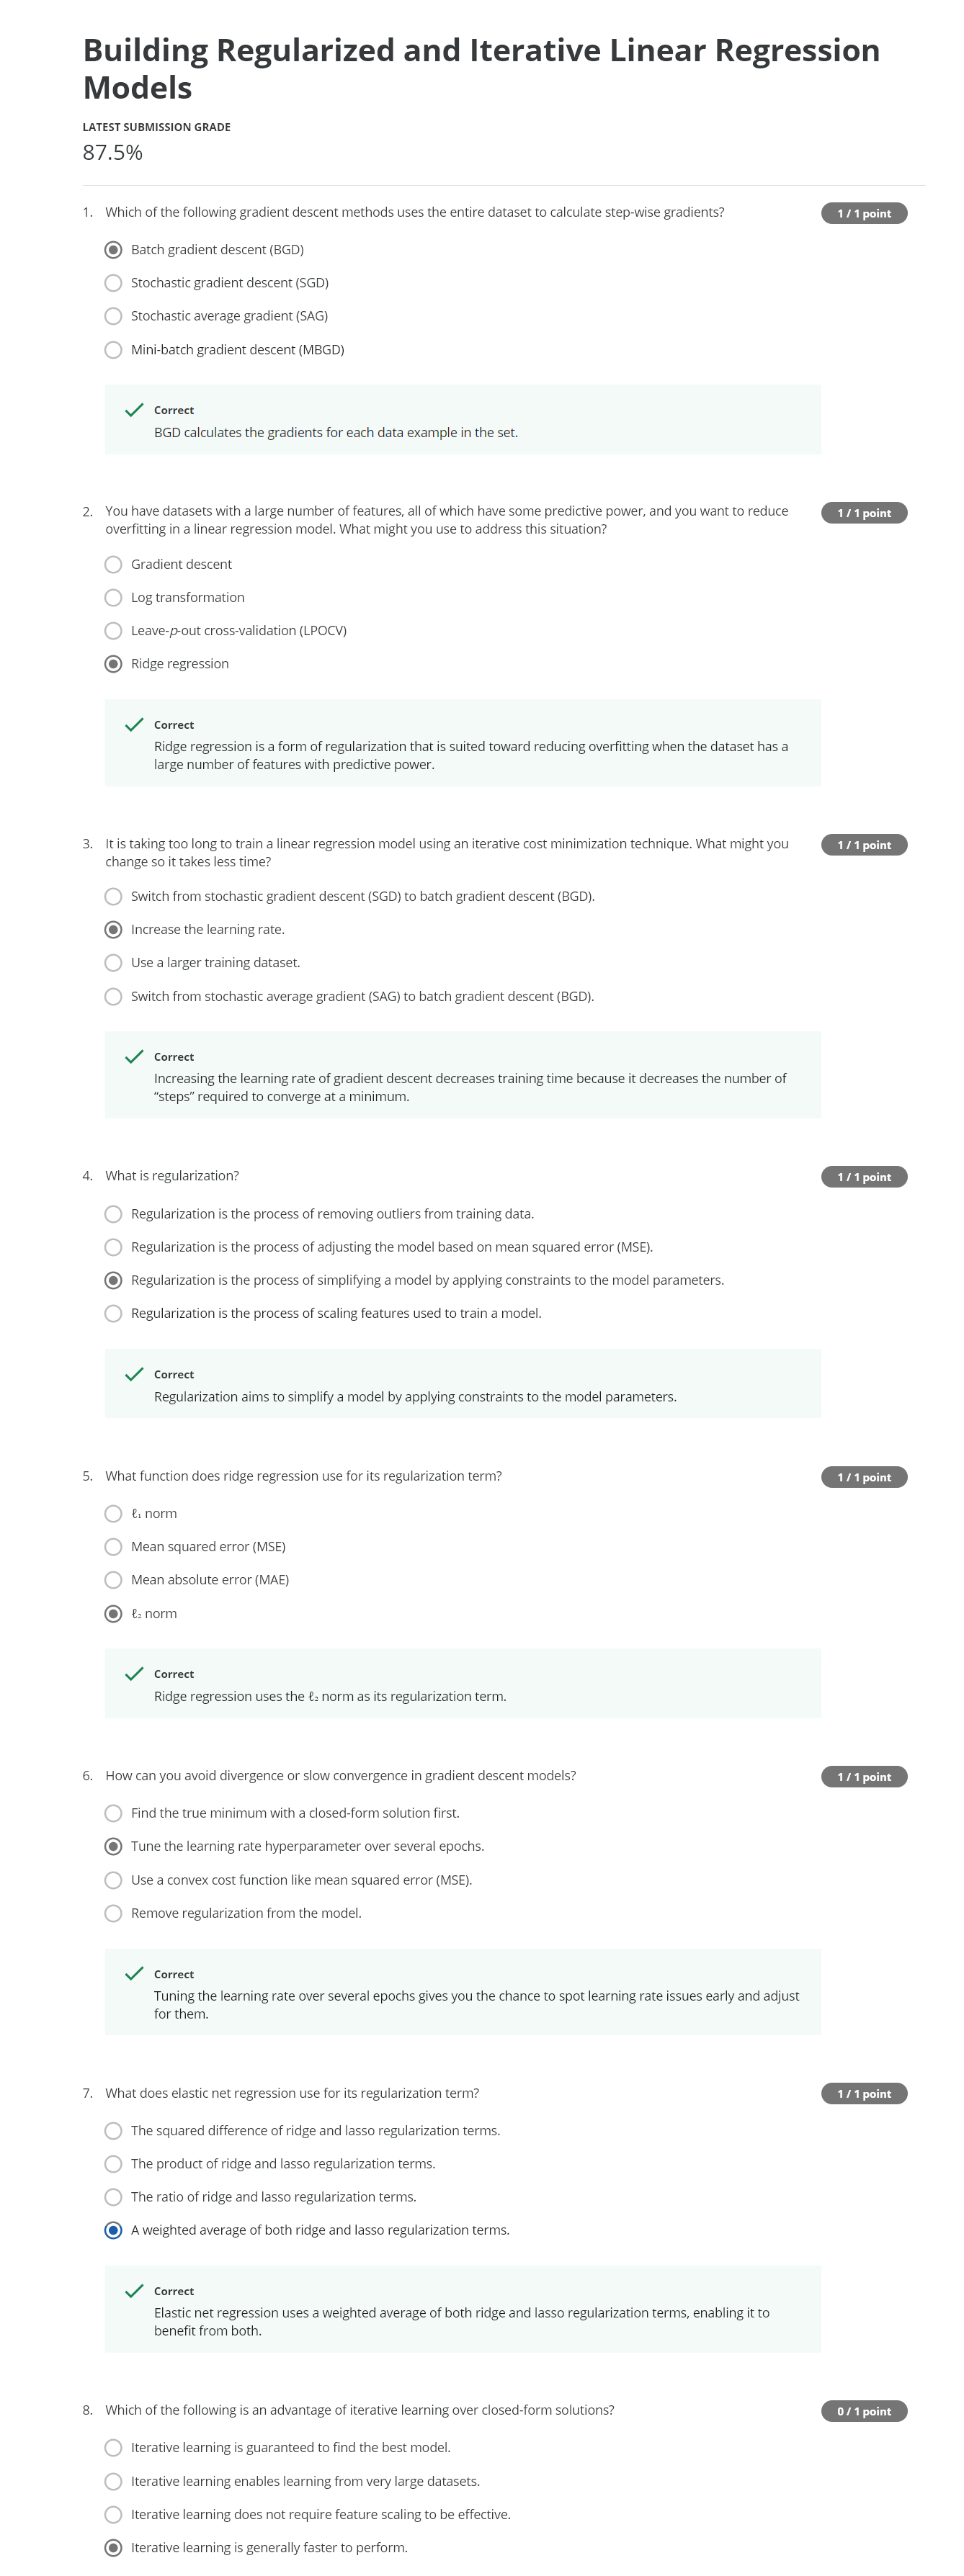 Building Regularized and Iterative Linear Regression
Models
LATEST SUBMISSION GRADE
87.5%
1. Which of the following gradient descent methods uses the entire dataset to calculate step-wise gradients? 1 / 1 point
Batch gradient descent (BGD)
Stochastic gradient descent (SGD)
Stochastic average gradient (SAG)
Mini-batch gradient descent (MBGD)
Correct
BGD calculates the gradients for each data example in the set.
2. You have datasets with a large number of features, all of which have some predictive power, and you want to reduce 1 / 1 point
overfitting in a linear regression model. What might you use to address this situation?
Gradient descent
Log transformation
Leave-p-out cross-validation (LPOCV)
Ridge regression
Correct
Ridge regression is a form of regularization that is suited toward reducing overfitting when the dataset has a
large number of features with predictive power.
3. It is taking too long to train a linear regression model using an iterative cost minimization technique. What might you 1 / 1 point
change so it takes less time?
Switch from stochastic gradient descent (SGD) to batch gradient descent (BGD).
Increase the learning rate.
Use a larger training dataset.
Switch from stochastic average gradient (SAG) to batch gradient descent (BGD).
Correct
Increasing the learning rate of gradient descent decreases training time because it decreases the number of
“steps” required to converge at a minimum.
4. What is regularization? 1 / 1 point
Regularization is the process of removing outliers from training data.
Regularization is the process of adjusting the model based on mean squared error (MSE).
Regularization is the process of simplifying a model by applying constraints to the model parameters.
Regularization is the process of scaling features used to train a model.
Correct
Regularization aims to simplify a model by applying constraints to the model parameters.
5. What function does ridge regression use for its regularization term? 1 / 1 point
ℓ₁ norm
Mean squared error (MSE)
Mean absolute error (MAE)
ℓ₂ norm
Correct
Ridge regression uses the ℓ₂ norm as its regularization term.
6. How can you avoid divergence or slow convergence in gradient descent models? 1 / 1 point
Find the true minimum with a closed-form solution first.
Tune the learning rate hyperparameter over several epochs.
Use a convex cost function like mean squared error (MSE).
Remove regularization from the model.
Correct
Tuning the learning rate over several epochs gives you the chance to spot learning rate issues early and adjust
for them.
7. What does elastic net regression use for its regularization term? 1 / 1 point
The squared difference of ridge and lasso regularization terms.
The product of ridge and lasso regularization terms.
The ratio of ridge and lasso regularization terms.
A weighted average of both ridge and lasso regularization terms.
Correct
Elastic net regression uses a weighted average of both ridge and lasso regularization terms, enabling it to
benefit from both.
8. Which of the following is an advantage of iterative learning over closed-form solutions? 0 / 1 point
Iterative learning is guaranteed to find the best model.
Iterative learning enables learning from very large datasets.
Iterative learning does not require feature scaling to be effective.
Iterative learning is generally faster to perform.